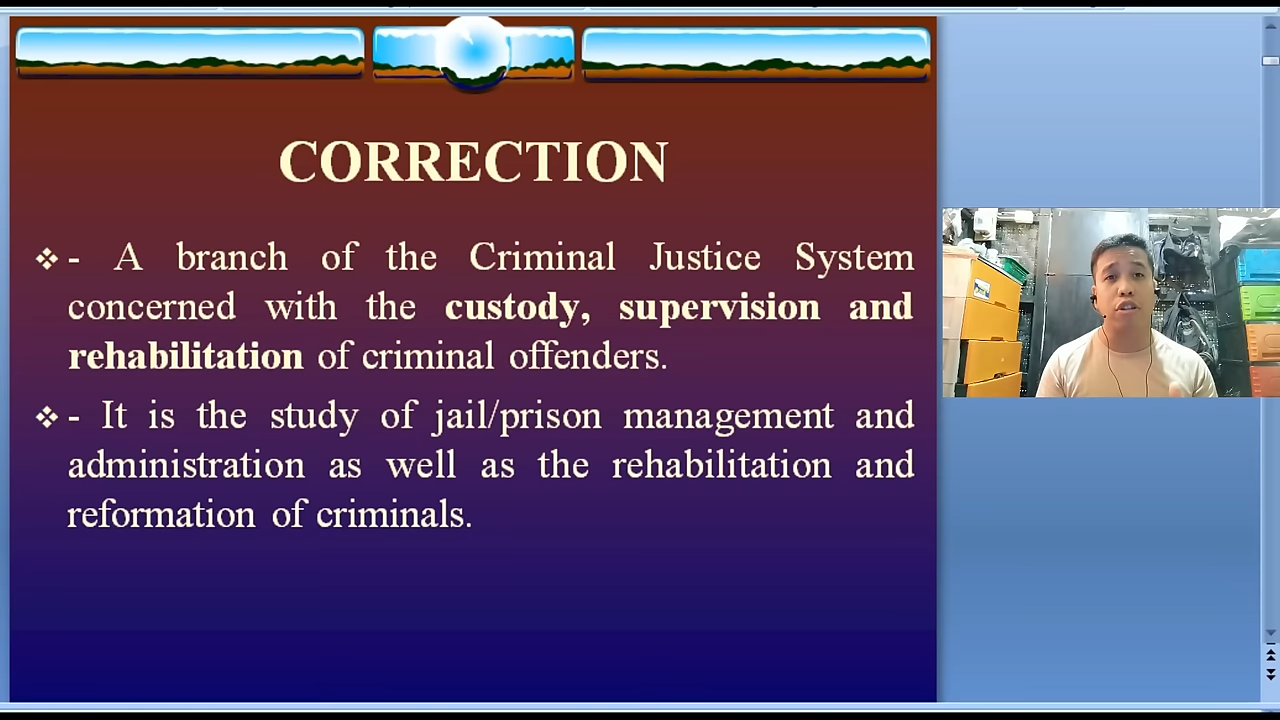 CORRECTION
❖ - A branch of the Criminal Justice System
concerned with the custody, supervision and
rehabilitation of criminal offenders.
❖ - It is the study of jail/prison management and
administration as well as the rehabilitation and
reformation of criminals.